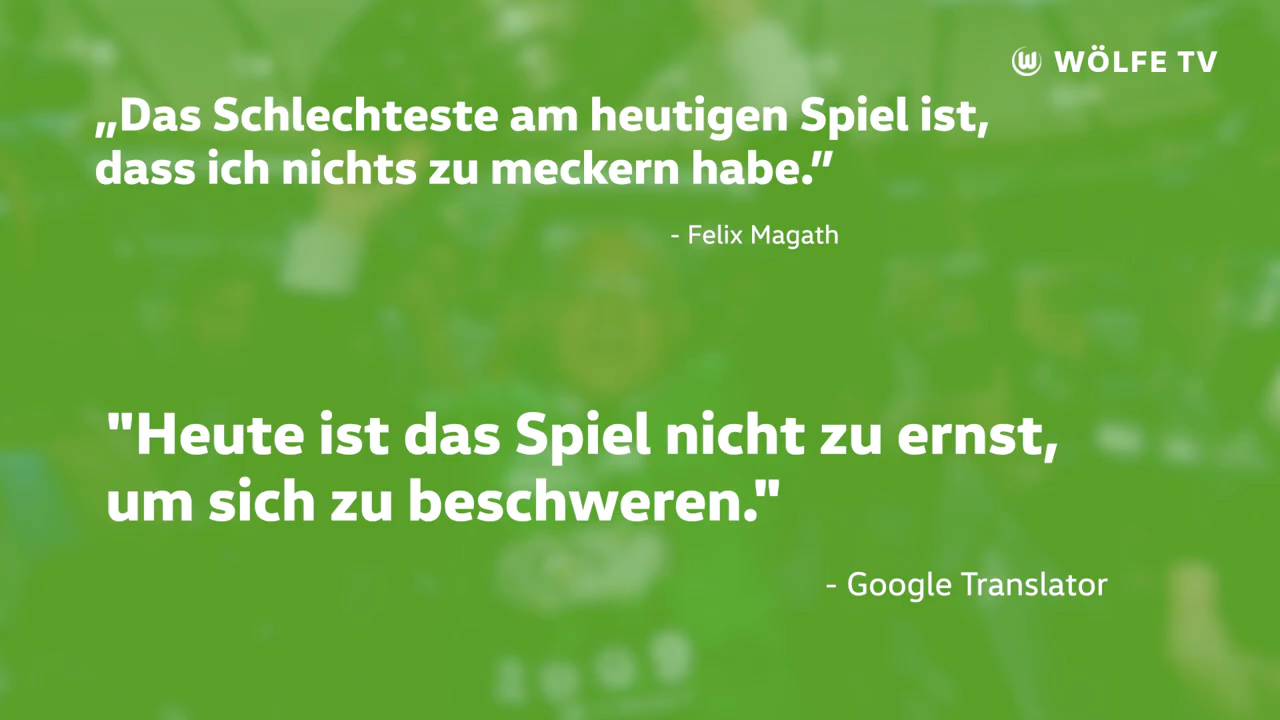 WÖLFE TV
„Das Schlechteste am heutigen Spiel ist,
dass ich nichts zu meckern habe.”
- Felix Magath
"Heute ist das Spiel nicht zu ernst,
um sich zu beschweren."
- Google Translator